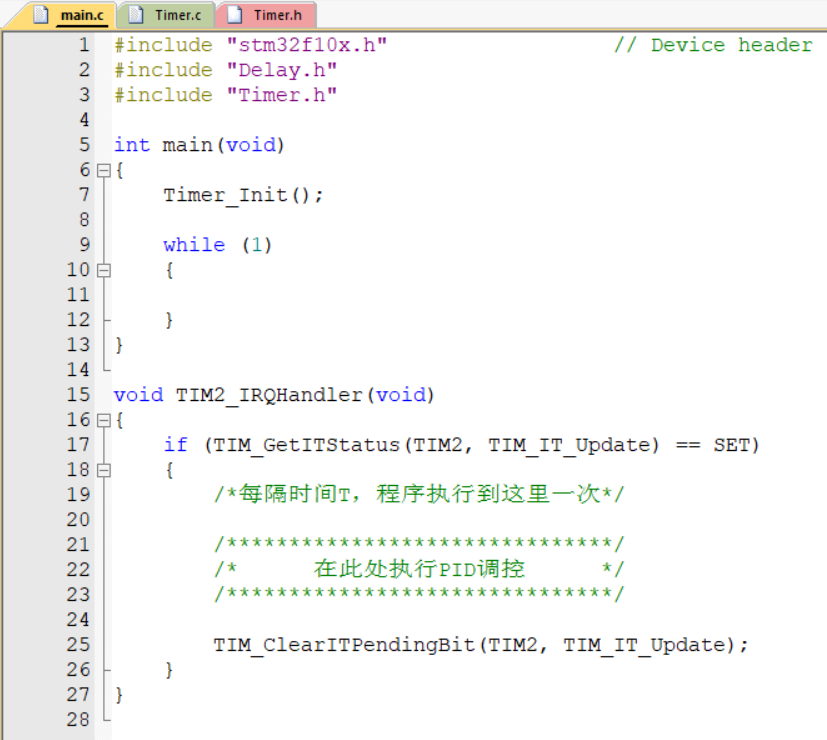 main.c Timer.c Timer.h
1 #include "stm32f10x.h" // Device header
2 #include "Delay.h"
3 #include "Timer.h"
4
5 int main(void)
6 {
7 Timer_Init();
8
9 while (1)
10 {
11
12 }
13 }
14
15 void TIM2_IRQHandler(void)
16 {
17 if (TIM_GetITStatus(TIM2, TIM_IT_Update) == SET)
18 {
19 /*每隔时间T，程序执行到这里一次*/
20
21 /*******************************/
22 /* 在此处执行PID调控 */
23 /*******************************/
24
25 TIM_ClearITPendingBit(TIM2, TIM_IT_Update);
26 }
27 }
28